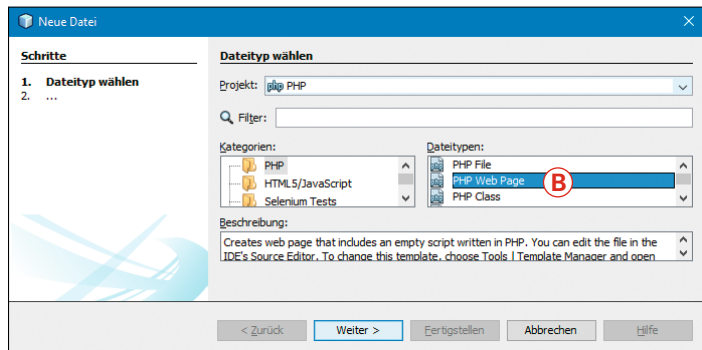 Neue Datei
Schritte
1. Dateityp wählen
2. ...
Dateityp wählen
Projekt: php PHP
Filter:
Kategorien:
PHP
HTML5/JavaScript
Selenium Tests
Dateitypen:
PHP File
PHP Web Page
B
PHP Class
Beschreibung:
Creates web page that includes an empty script written in PHP. You can edit the file in the
IDE's Source Editor. To change this template, choose Tools | Template Manager and open
< Zurück
Weiter >
Fertigstellen
Abbrechen
Hilfe